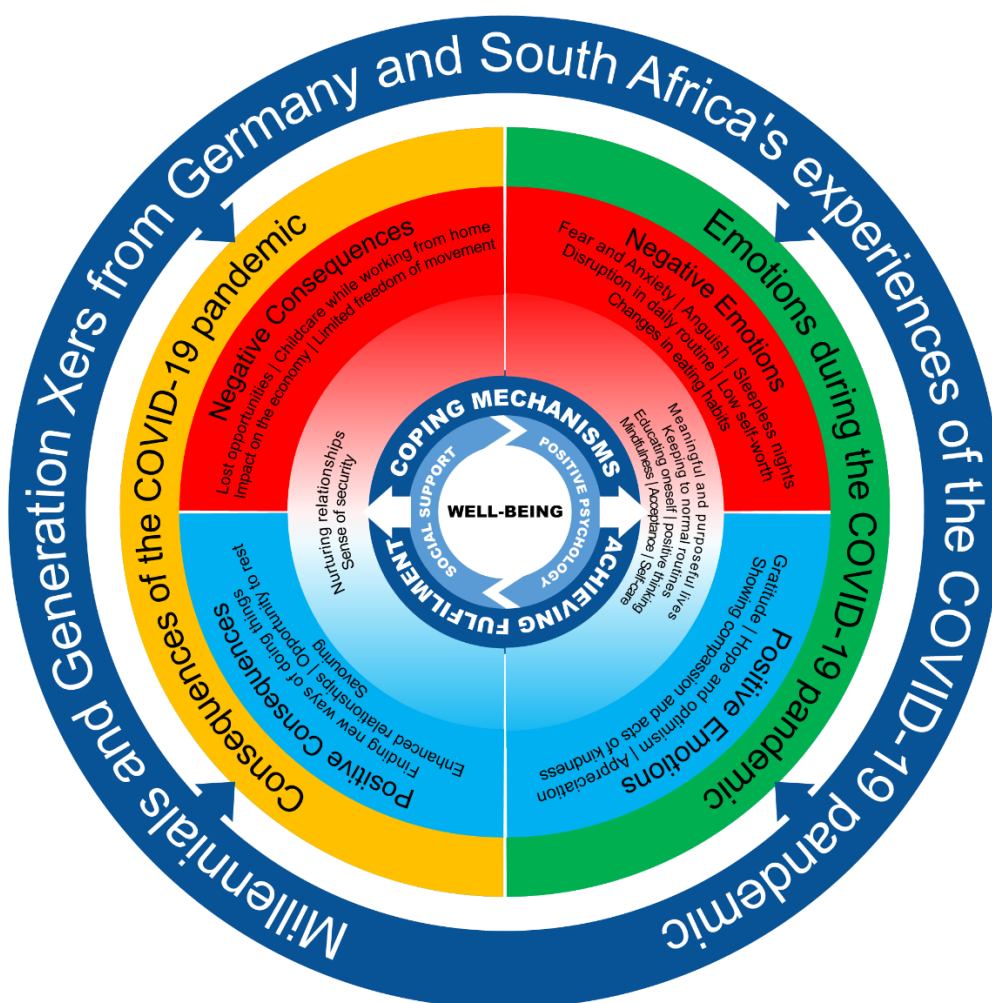 Millennials and Generation Xers from Germany and South Africa's experiences of the COVID-19 pandemic
Consequences of the COVID-19 pandemic
Negative Consequences
Lost opportunities | Childcare while working from home
Impact on the economy | Limited freedom of movement
Emotions during the COVID-19 pandemic
Negative Emotions
Fear and Anxiety | Anguish | Sleepless nights
Disruption in daily routine | Low self-worth
Changes in eating habits
Nurturing relationships
Sense of security
COPING MECHANISMS
SOCIAL SUPPORT
POSITIVE PSYCHOLOGY
WELL-BEING
ACHIEVING FULFILMENT
Meaningful and purposeful lives
Keeping to normal routines
Educating oneself | positive thinking
Mindfulness | Acceptance | Self-care
Positive Consequences
Finding new ways of doing things
Enhanced relationships | Opportunity to rest
Savouring
Positive Emotions
Gratitude | Hope and optimism | Appreciation
Showing compassion and acts of kindness